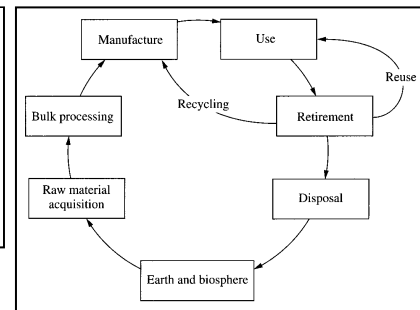 Manufacture
Use
Reuse
Recycling
Bulk processing
Retirement
Raw material
acquisition
Disposal
Earth and biosphere